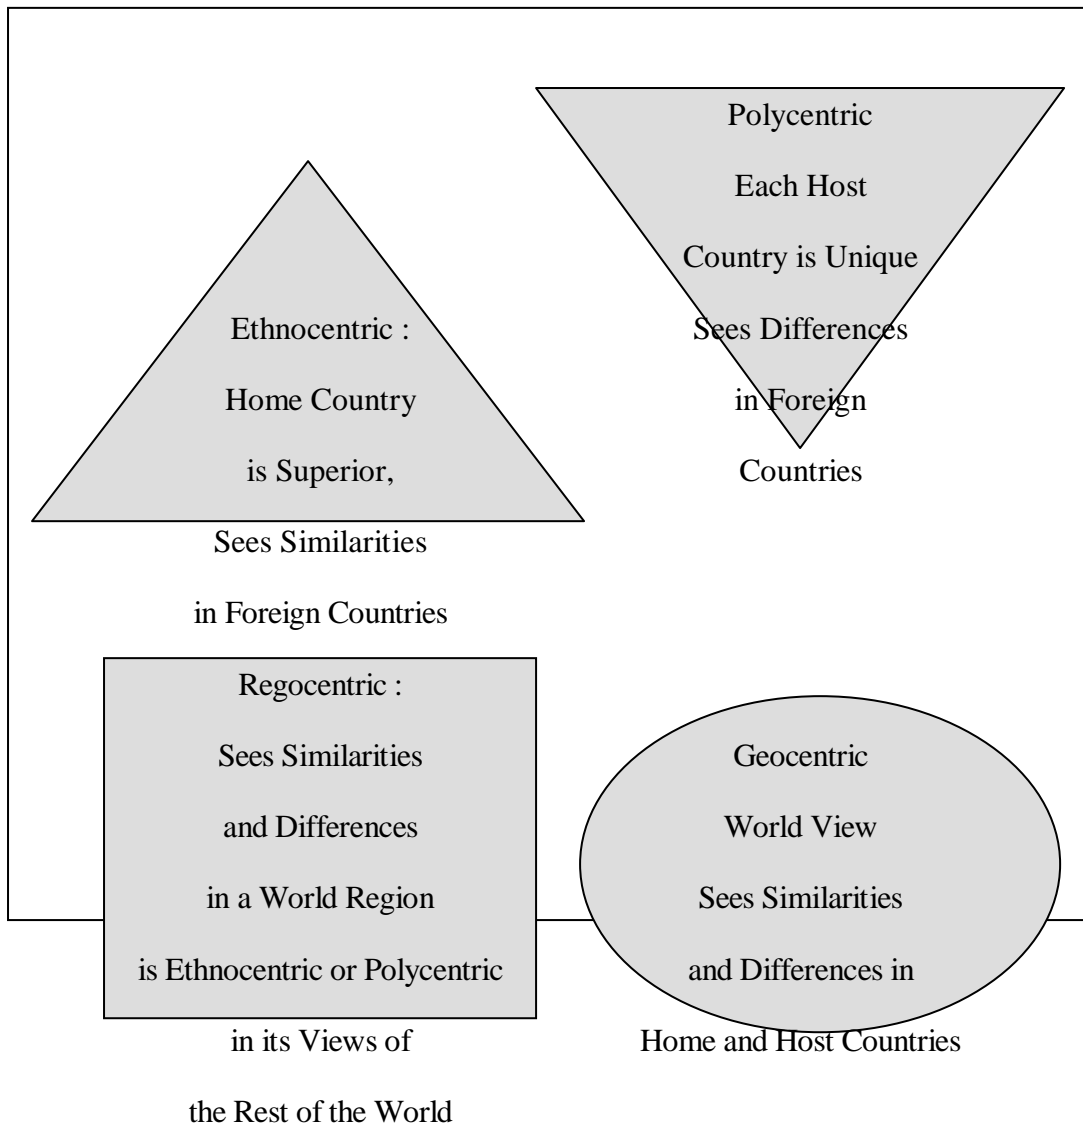 Polycentric
Each Host
Country is Unique
Sees Differences
in Foreign
Countries
Ethnocentric :
Home Country
is Superior,
Sees Similarities
in Foreign Countries
Regocentric :
Sees Similarities
and Differences
in a World Region
is Ethnocentric or Polycentric
in its Views of
the Rest of the World
Geocentric
World View
Sees Similarities
and Differences in
Home and Host Countries